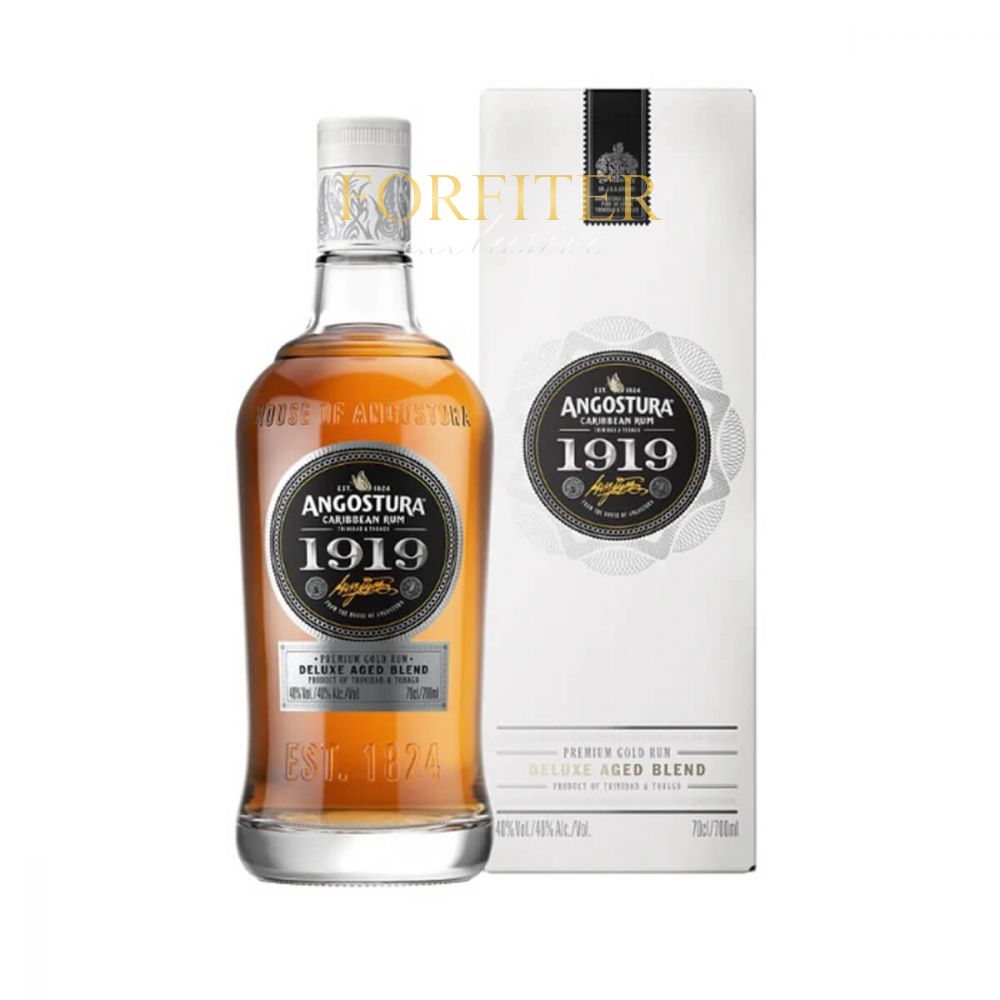 FORFITER
exclusive
HOUSE OF ANGOSTURA
EST. 1824
ANGOSTURA®
CARIBBEAN RUM
TRINIDAD & TOBAGO
1919
FROM THE HOUSE OF ANGOSTURA
• PREMIUM GOLD RUM •
DELUXE AGED BLEND
PRODUCT OF TRINIDAD & TOBAGO
40% Vol./40% Alc./Vol. 70cl/700ml
EST. 1824
EST. 1824
ANGOSTURA®
CARIBBEAN RUM
TRINIDAD & TOBAGO
1919
FROM THE HOUSE OF ANGOSTURA
PREMIUM GOLD RUM
DELUXE AGED BLEND
PRODUCT OF TRINIDAD & TOBAGO
40% Vol./40% Alc./Vol. 70cl/700ml